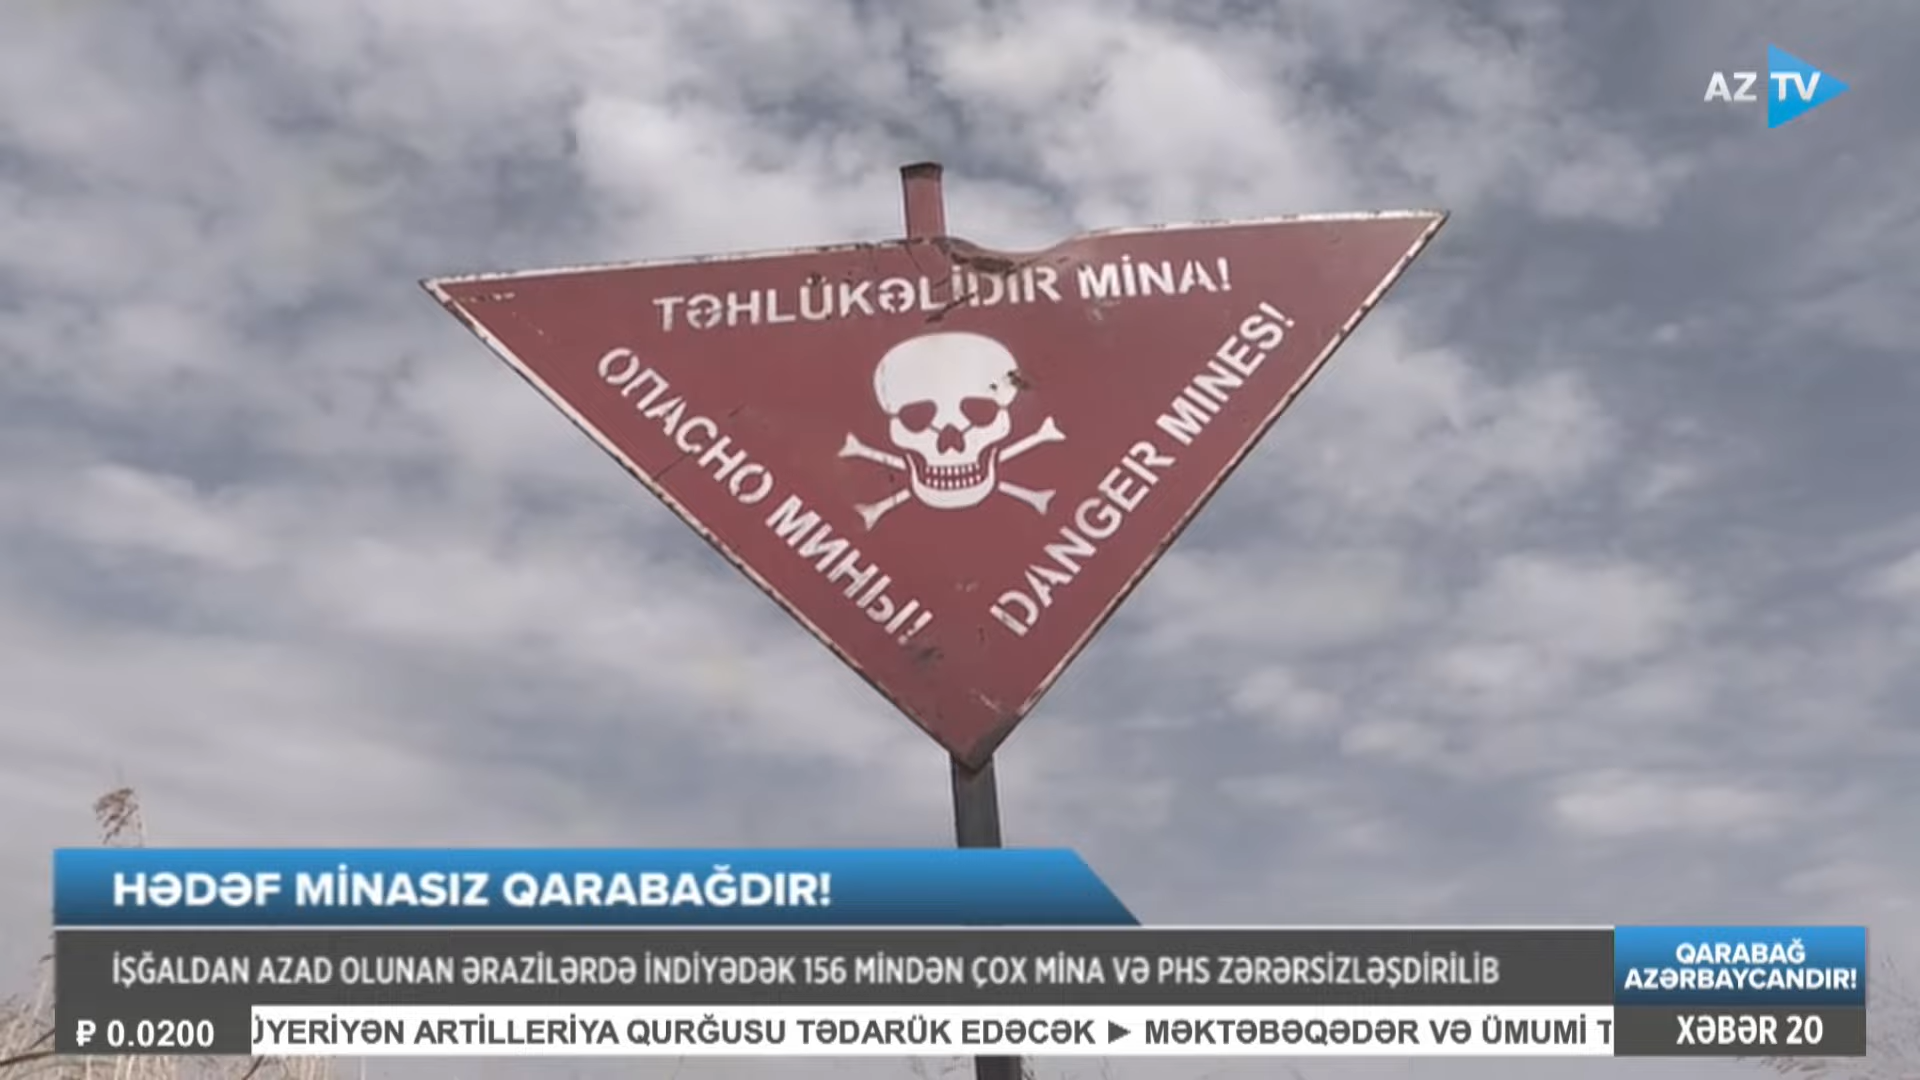 AZTV
TƏHLÜKƏLİDİR MİNA!
ОПАСНО МИНЫ!
DANGER MINES!
HƏDƏF MİNASIZ QARABAĞDIR!
İŞĞALDAN AZAD OLUNAN ƏRAZİLƏRDƏ İNDİYƏDƏK 156 MİNDƏN ÇOX MİNA VƏ PHS ZƏRƏRSİZLƏŞDİRİLİB
QARABAĞ
AZƏRBAYCANDIR!
₽ 0.0200
ÜYERİYƏN ARTİLLERİYA QURĞUSU TƏDARÜK EDƏCƏK ► MƏKTƏBƏQƏDƏR VƏ ÜMUMİ T
XƏBƏR 20